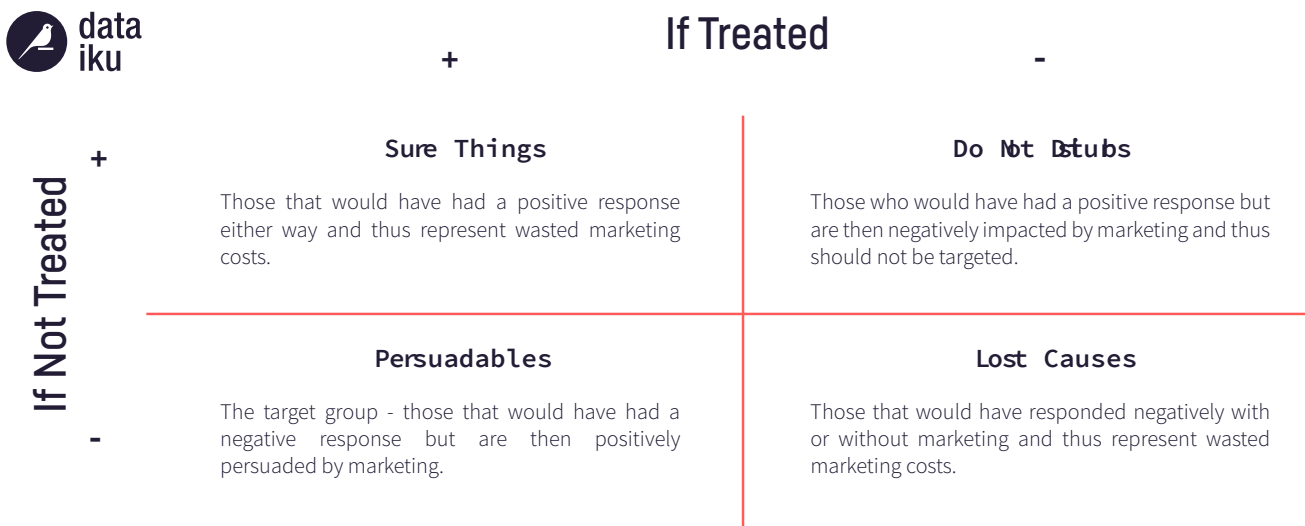 data
iku
If Treated
+
-
+
If Not Treated
-
Sure Things
Those that would have had a positive response
either way and thus represent wasted marketing
costs.
Do Not Distubs
Those who would have had a positive response but
are then negatively impacted by marketing and thus
should not be targeted.
Persuadables
The target group - those that would have had a
negative response but are then positively
persuaded by marketing.
Lost Causes
Those that would have responded negatively with
or without marketing and thus represent wasted
marketing costs.